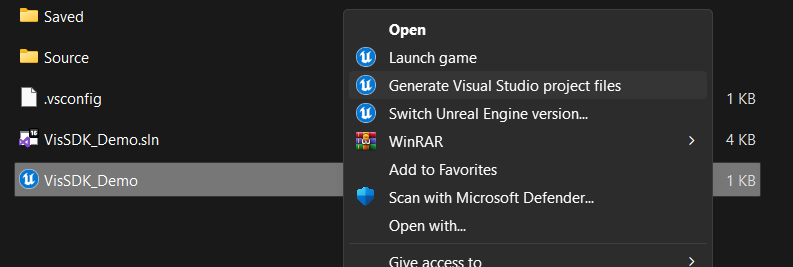 Saved
Source
.vsconfig
1 KB
VisSDK_Demo.sln
4 KB
VisSDK_Demo
1 KB
Open
Launch game
Generate Visual Studio project files
Switch Unreal Engine version...
WinRAR
Add to Favorites
Scan with Microsoft Defender...
Open with...
Give access to